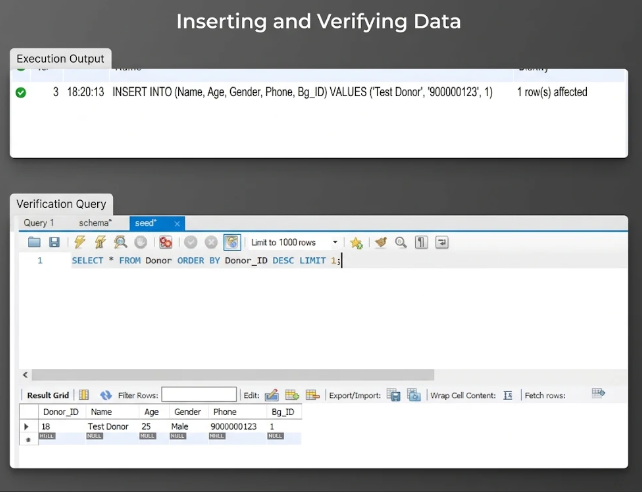 Inserting and Verifying Data
Execution Output
3 18:20:13 INSERT INTO (Name, Age, Gender, Phone, Bg_ID) VALUES ('Test Donor', '900000123', 1) 1 row(s) affected
Verification Query
Query 1 schema* seed* ×
Limit to 1000 rows
1 SELECT * FROM Donor ORDER BY Donor_ID DESC LIMIT 1;
Result Grid Filter Rows: Edit: Export/Import: Wrap Cell Content: Fetch rows:
Donor_ID Name Age Gender Phone Bg_ID
18 Test Donor 25 Male 9000000123 1
NULL NULL NULL NULL NULL NULL